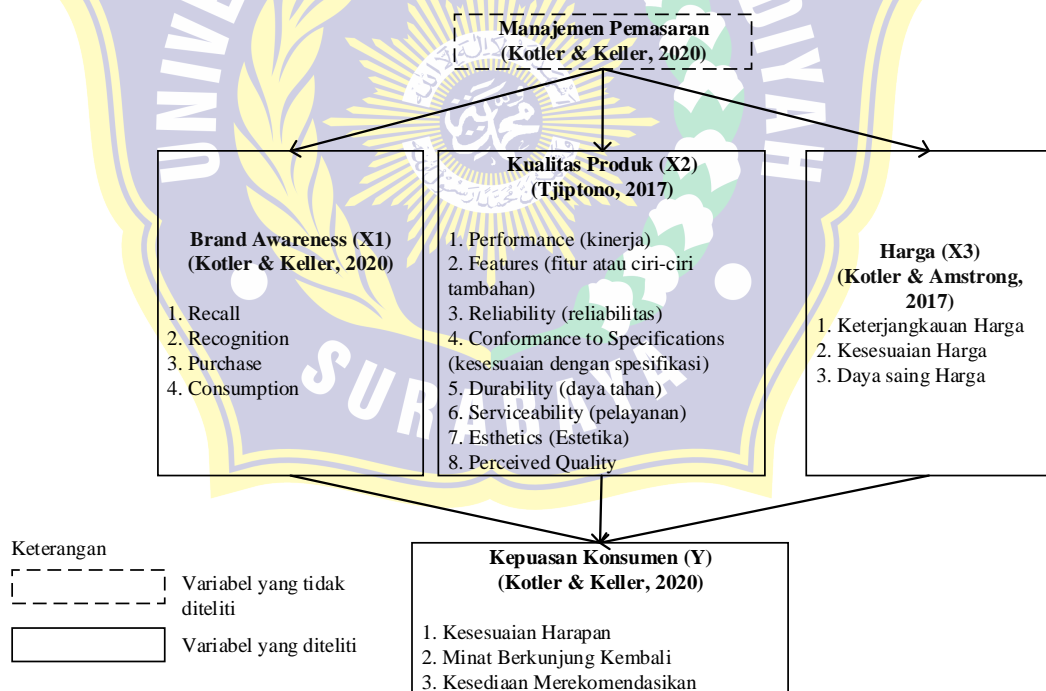 Manajemen Pemasaran
(Kotler & Keller, 2020)
Brand Awareness (X1)
(Kotler & Keller, 2020)
1. Recall
2. Recognition
3. Purchase
4. Consumption
Kualitas Produk (X2)
(Tjiptono, 2017)
1. Performance (kinerja)
2. Features (fitur atau ciri-ciri
tambahan)
3. Reliability (reliabilitas)
4. Conformance to Specifications
(kesesuaian dengan spesifikasi)
5. Durability (daya tahan)
6. Serviceability (pelayanan)
7. Esthetics (Estetika)
8. Perceived Quality
Harga (X3)
(Kotler & Amstrong,
2017)
1. Keterjangkauan Harga
2. Kesesuaian Harga
3. Daya saing Harga
Kepuasan Konsumen (Y)
(Kotler & Keller, 2020)
1. Kesesuaian Harapan
2. Minat Berkunjung Kembali
3. Kesediaan Merekomendasikan
Keterangan
Variabel yang tidak
diteliti
Variabel yang diteliti
SURABAYA